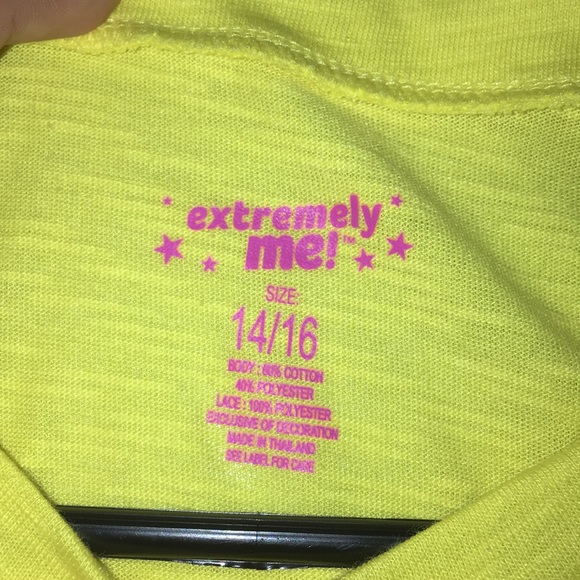 extremely
me!™
SIZE:
14/16
BODY : 60% COTTON
40% POLYESTER
LACE : 100% POLYESTER
EXCLUSIVE OF DECORATION
MADE IN THAILAND
SEE LABEL FOR CARE